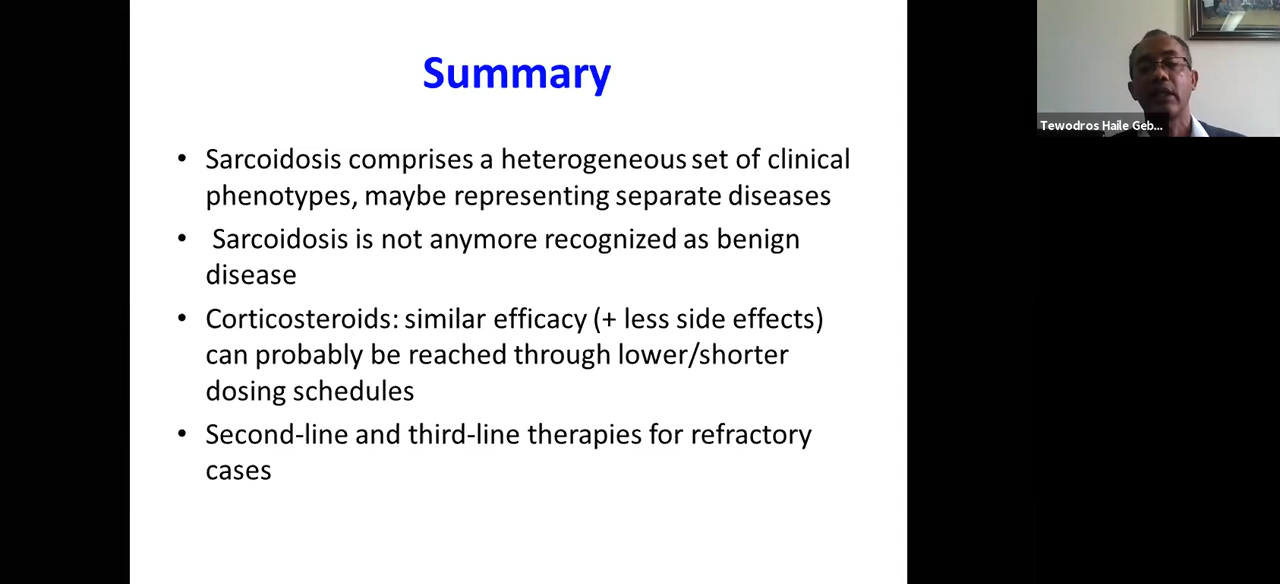 Summary
• Sarcoidosis comprises a heterogeneous set of clinical
phenotypes, maybe representing separate diseases
• Sarcoidosis is not anymore recognized as benign
disease
• Corticosteroids: similar efficacy (+ less side effects)
can probably be reached through lower/shorter
dosing schedules
• Second-line and third-line therapies for refractory
cases
Tewodros Haile Geb...